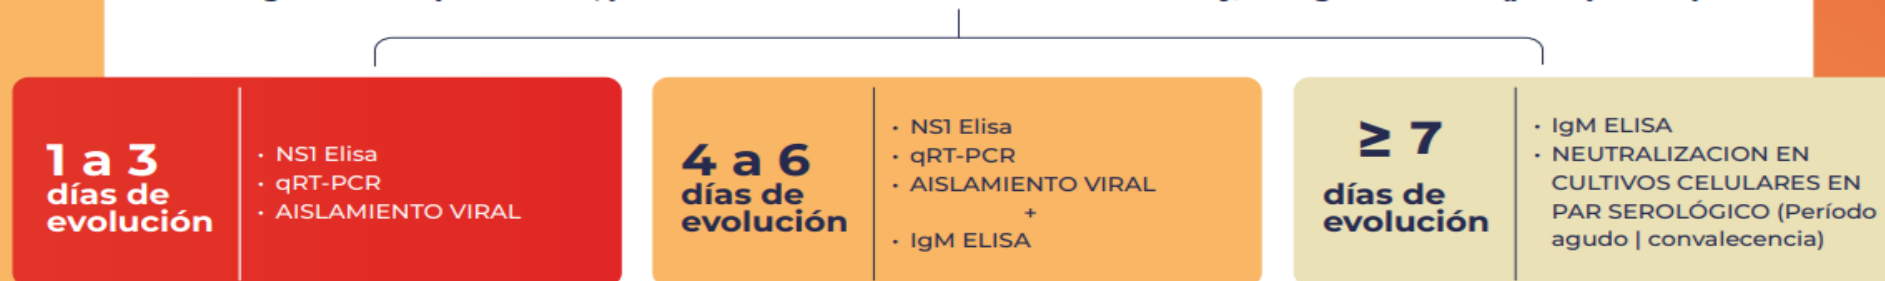 1 a 3
días de
evolución
• NS1 Elisa
• qRT-PCR
• AISLAMIENTO VIRAL
4 a 6
días de
evolución
• NS1 Elisa
• qRT-PCR
• AISLAMIENTO VIRAL
+
• IgM ELISA
≥ 7
días de
evolución
• IgM ELISA
• NEUTRALIZACION EN
CULTIVOS CELULARES EN
PAR SEROLÓGICO (Período
agudo | convalecencia)